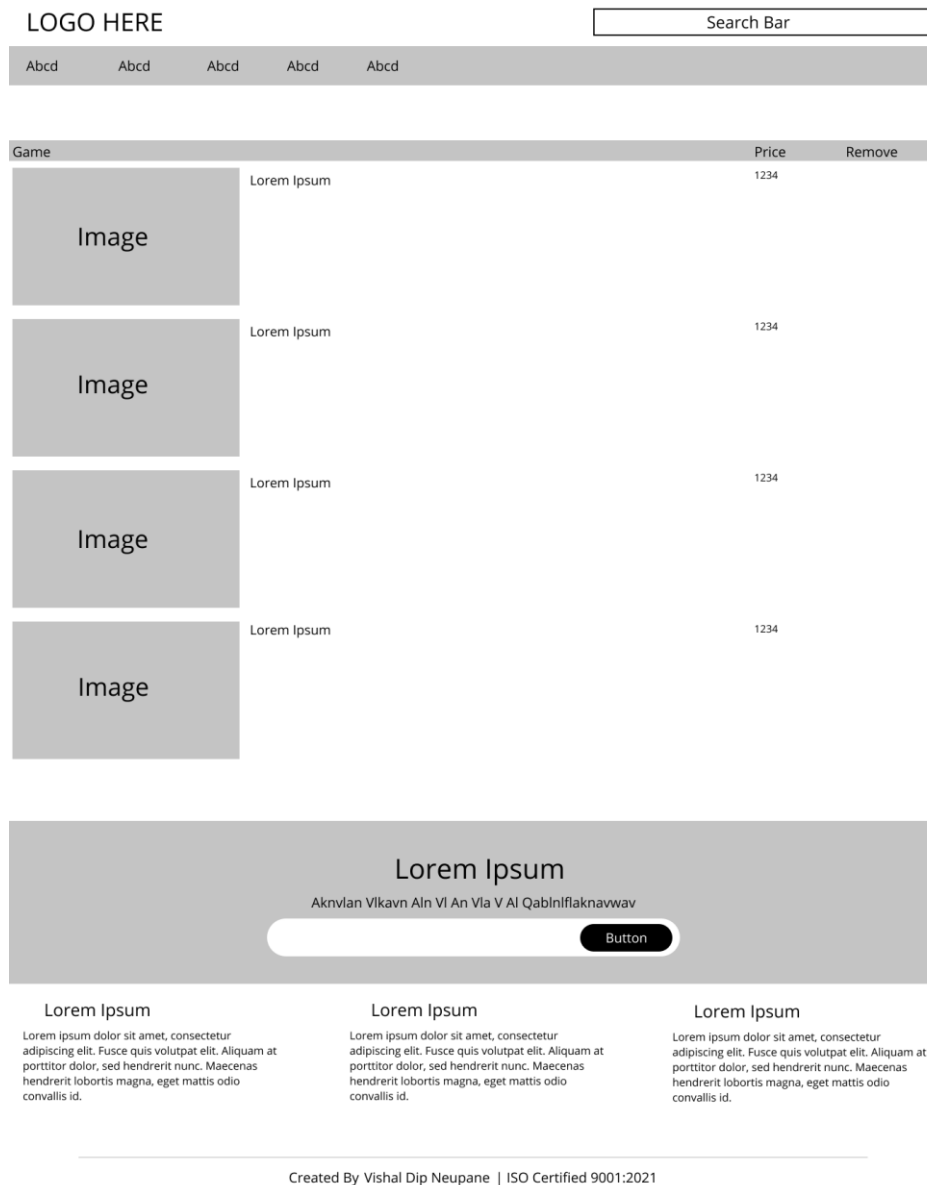 LOGO HERE
Search Bar
Abcd Abcd Abcd Abcd Abcd
Game Price Remove
Image
Lorem Ipsum
1234
Image
Lorem Ipsum
1234
Image
Lorem Ipsum
1234
Image
Lorem Ipsum
1234
Lorem Ipsum
Aknvlan Vlkavn Aln Vl An Vla V Al Qablnlflaknavwav
Button
Lorem Ipsum
Lorem ipsum dolor sit amet, consectetur
adipiscing elit. Fusce quis volutpat elit. Aliquam at
porttitor dolor, sed hendrerit nunc. Maecenas
hendrerit lobortis magna, eget mattis odio
convallis id.
Lorem Ipsum
Lorem ipsum dolor sit amet, consectetur
adipiscing elit. Fusce quis volutpat elit. Aliquam at
porttitor dolor, sed hendrerit nunc. Maecenas
hendrerit lobortis magna, eget mattis odio
convallis id.
Lorem Ipsum
Lorem ipsum dolor sit amet, consectetur
adipiscing elit. Fusce quis volutpat elit. Aliquam at
porttitor dolor, sed hendrerit nunc. Maecenas
hendrerit lobortis magna, eget mattis odio
convallis id.
Created By Vishal Dip Neupane | ISO Certified 9001:2021